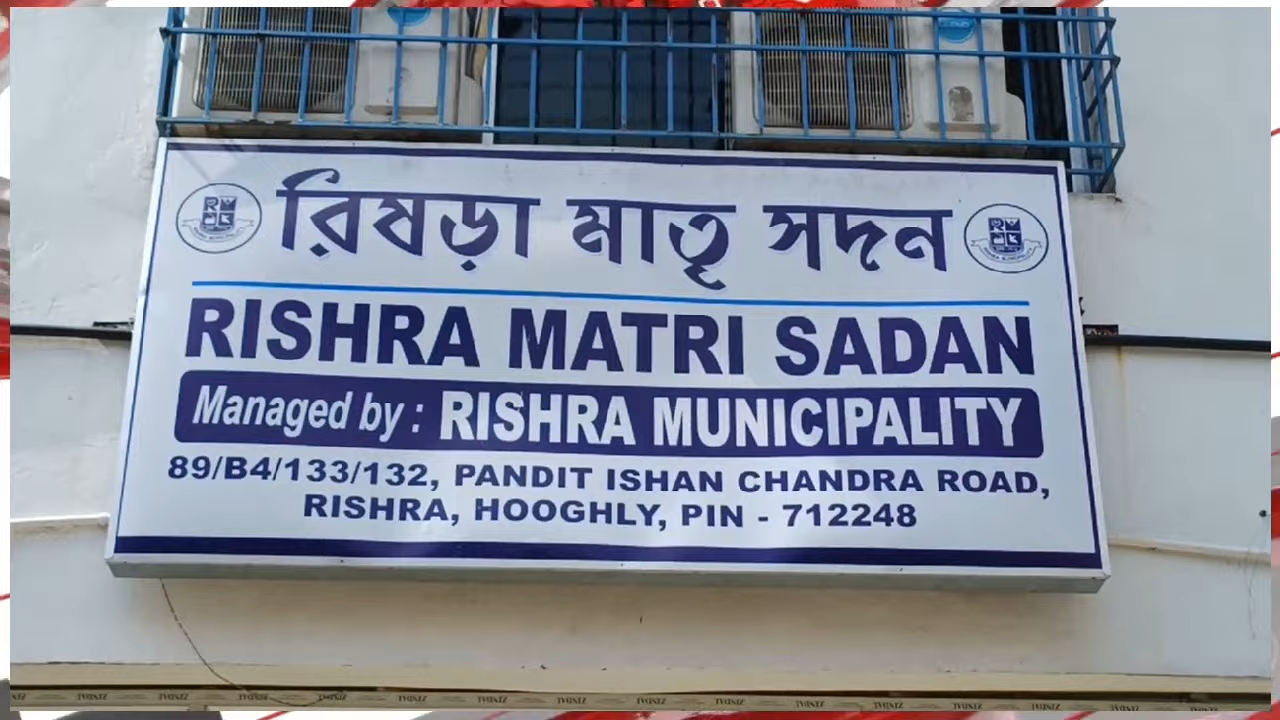 রিষড়া মাতৃ সদন
RISHRA MATRI SADAN
Managed by : RISHRA MUNICIPALITY
89/B4/133/132, PANDIT ISHAN CHANDRA ROAD,
RISHRA, HOOGHLY, PIN - 712248